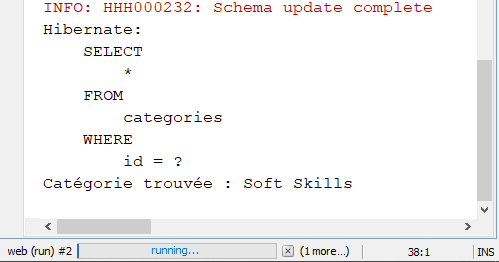 INFO: HHH000232: Schema update complete
Hibernate:
    SELECT
        *
    FROM
        categories
    WHERE
        id = ?
Catégorie trouvée : Soft Skills
web (run) #2 running... (1 more...) 38:1 INS